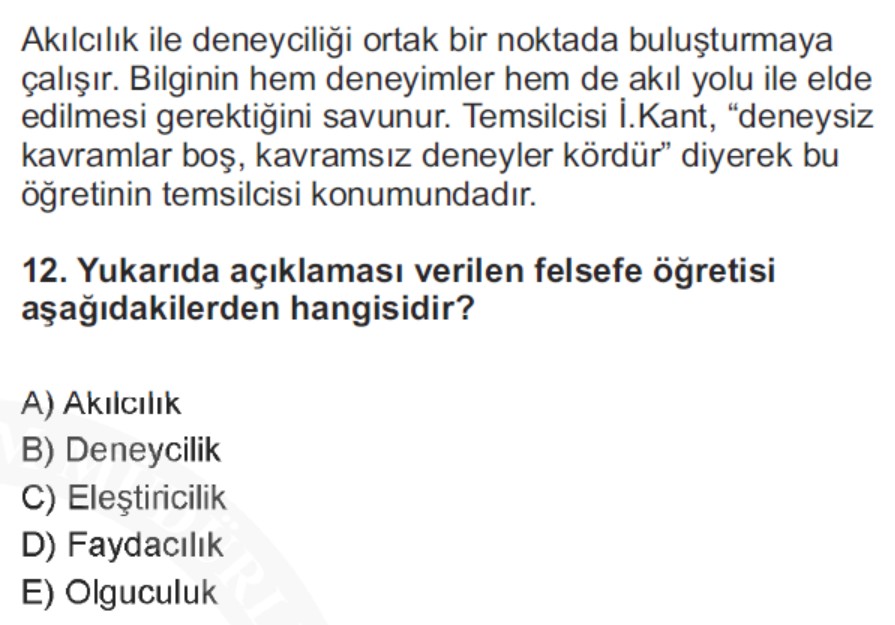 Akılcılık ile deneyciliği ortak bir noktada buluşturmaya
çalışır. Bilginin hem deneyimler hem de akıl yolu ile elde
edilmesi gerektiğini savunur. Temsilcisi İ.Kant, “deneysiz
kavramlar boş, kavramsız deneyler kördür” diyerek bu
öğretinin temsilcisi konumundadır.
12. Yukarıda açıklaması verilen felsefe öğretisi
aşağıdakilerden hangisidir?
A) Akılcılık
B) Deneycilik
C) Eleştiricilik
D) Faydacılık
E) Olguculuk